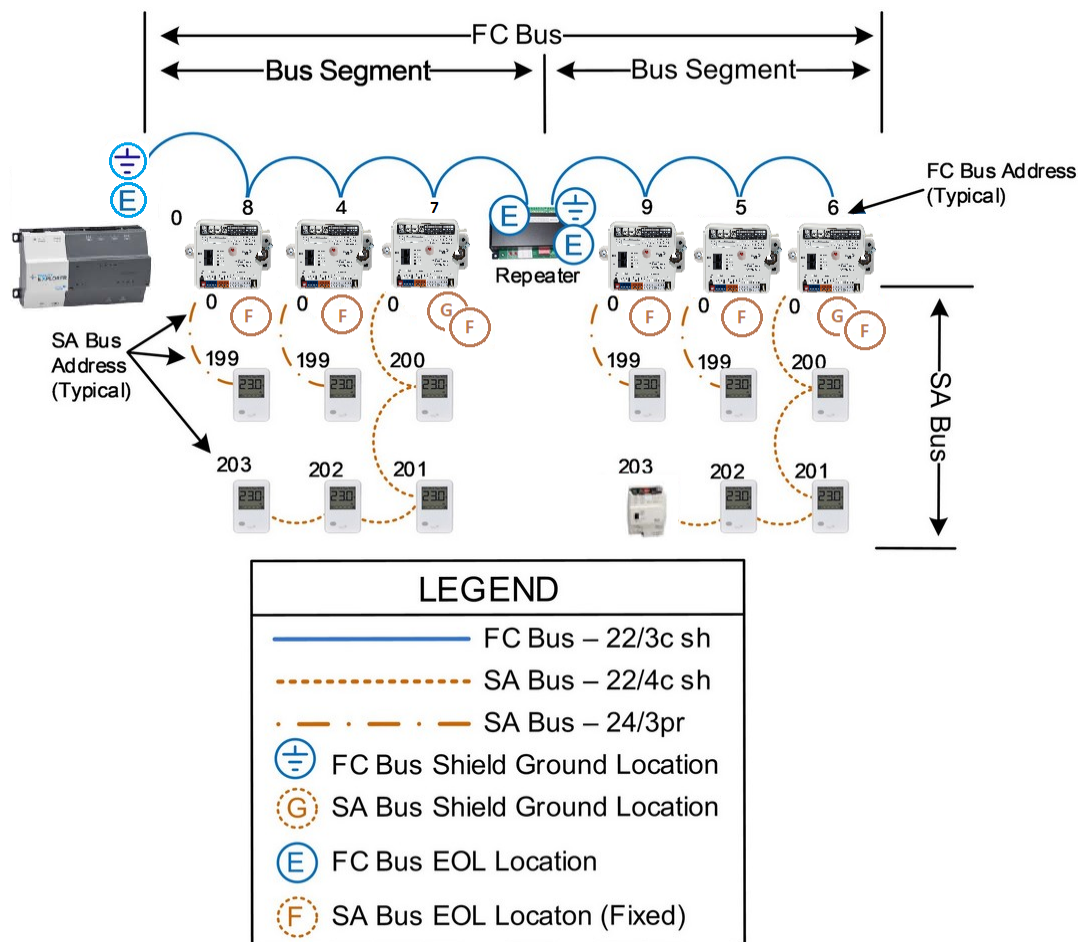 FC Bus
Bus Segment
Bus Segment
FC Bus Address
(Typical)
E
0
8
4
7
E
E
9
5
6
Repeater
0
F
0
F
0
G
F
0
F
0
F
0
G
F
SA Bus
Address
(Typical)
199
199
200
199
199
200
203
202
201
203
202
201
SA Bus
LEGEND
FC Bus – 22/3c sh
SA Bus – 22/4c sh
SA Bus – 24/3pr
FC Bus Shield Ground Location
G SA Bus Shield Ground Location
E FC Bus EOL Location
F SA Bus EOL Locaton (Fixed)